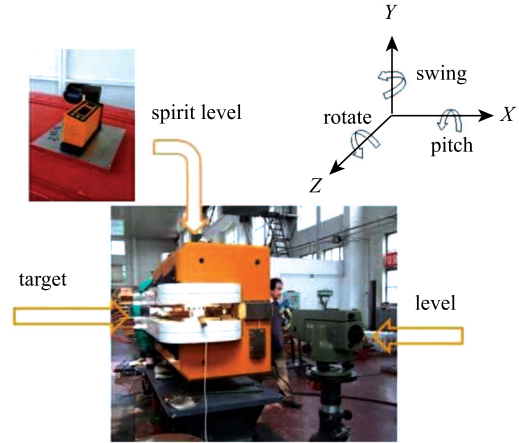 Y
swing
spirit level
rotate
X
pitch
Z
target
level